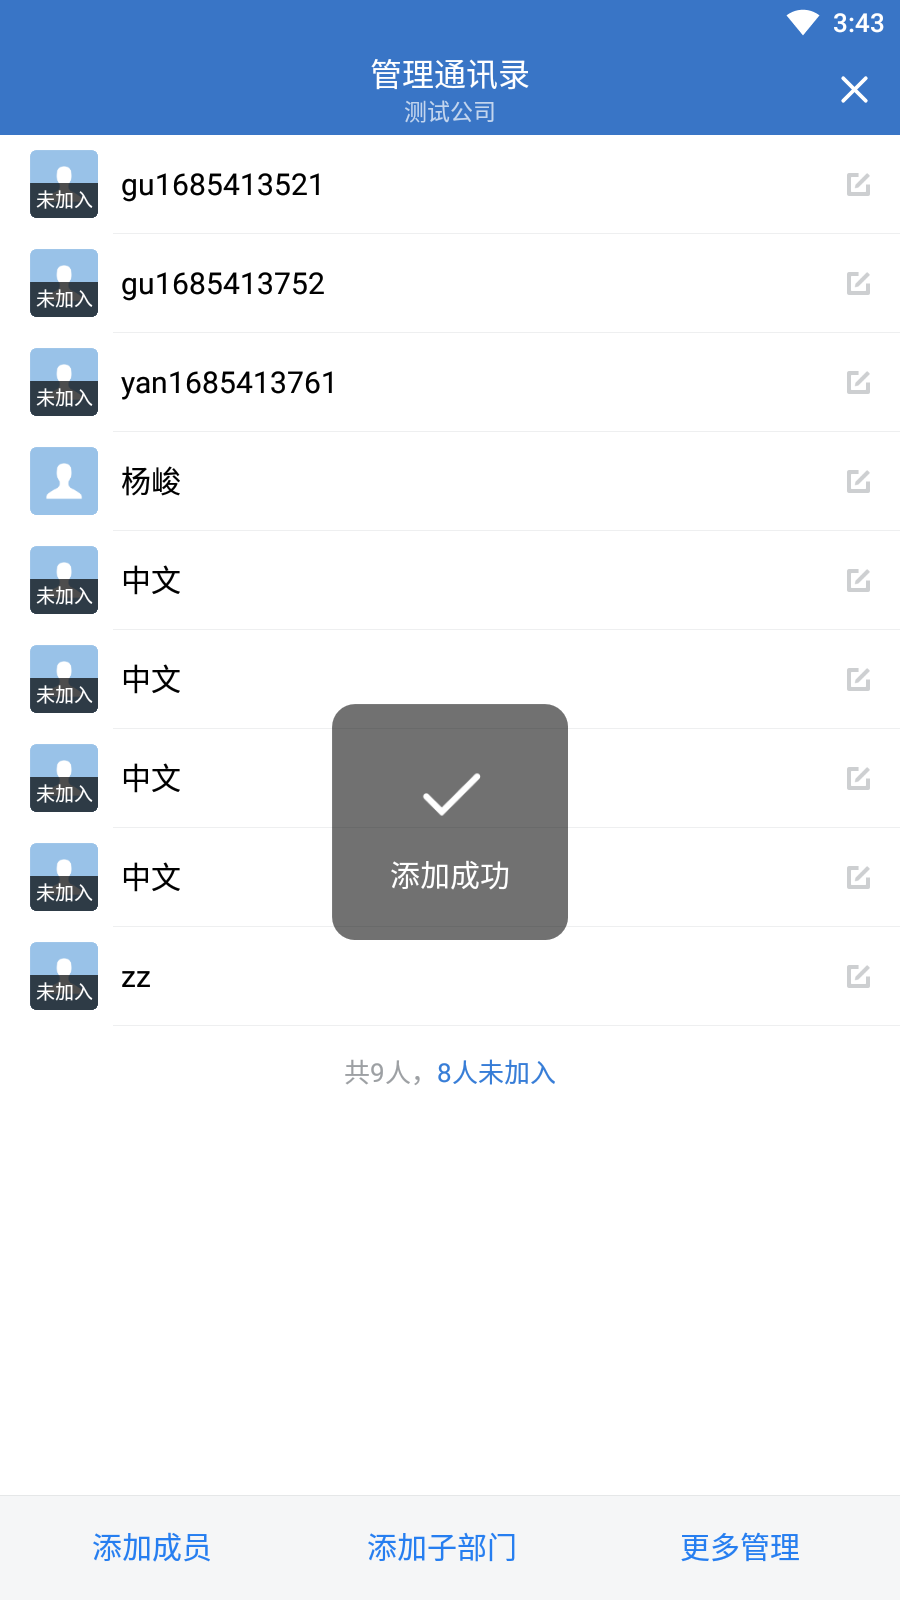 3:43
管理通讯录
测试公司
未加入 gu1685413521
未加入 gu1685413752
未加入 yan1685413761
杨峻
未加入 中文
未加入 中文
未加入 中文
未加入 中文
添加成功
未加入 zz
共9人，8人未加入
添加成员 添加子部门 更多管理